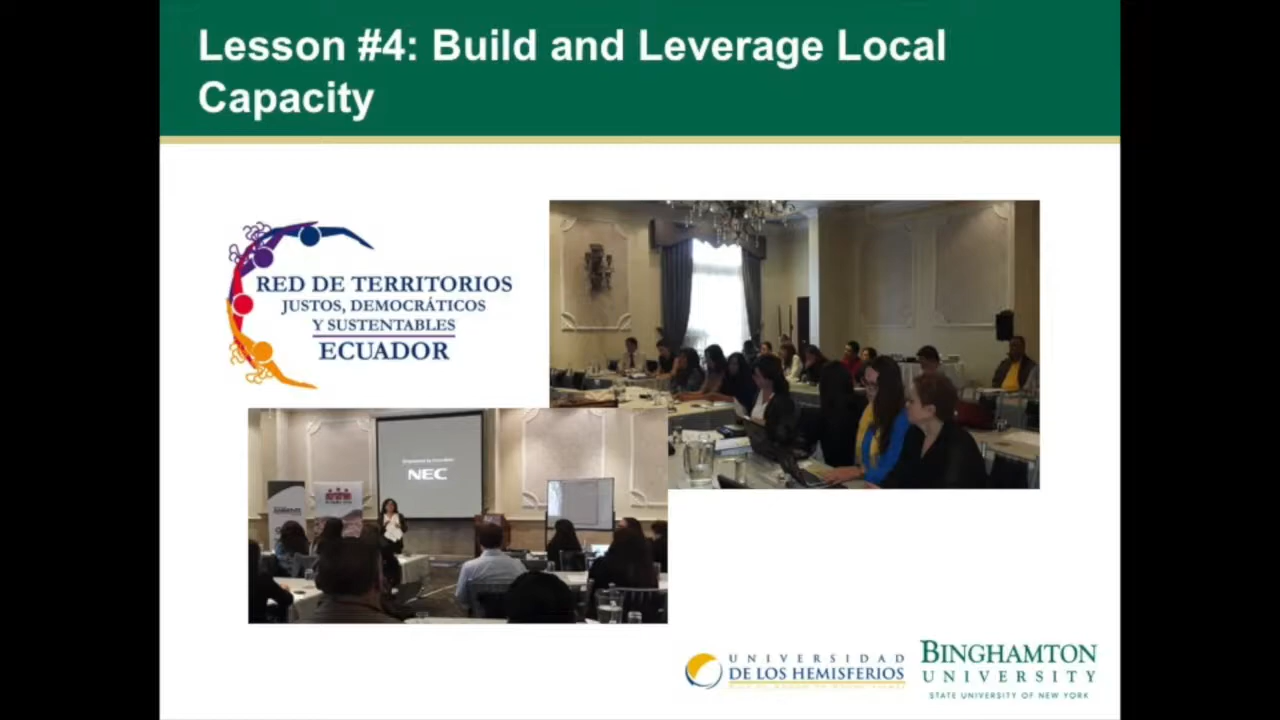 Lesson #4: Build and Leverage Local
Capacity
RED DE TERRITORIOS
JUSTOS, DEMOCRÁTICOS
Y SUSTENTABLES
ECUADOR
NEC
UNIVERSIDAD
DE LOS HEMISFERIOS
BINGHAMTON
UNIVERSITY
STATE UNIVERSITY OF NEW YORK